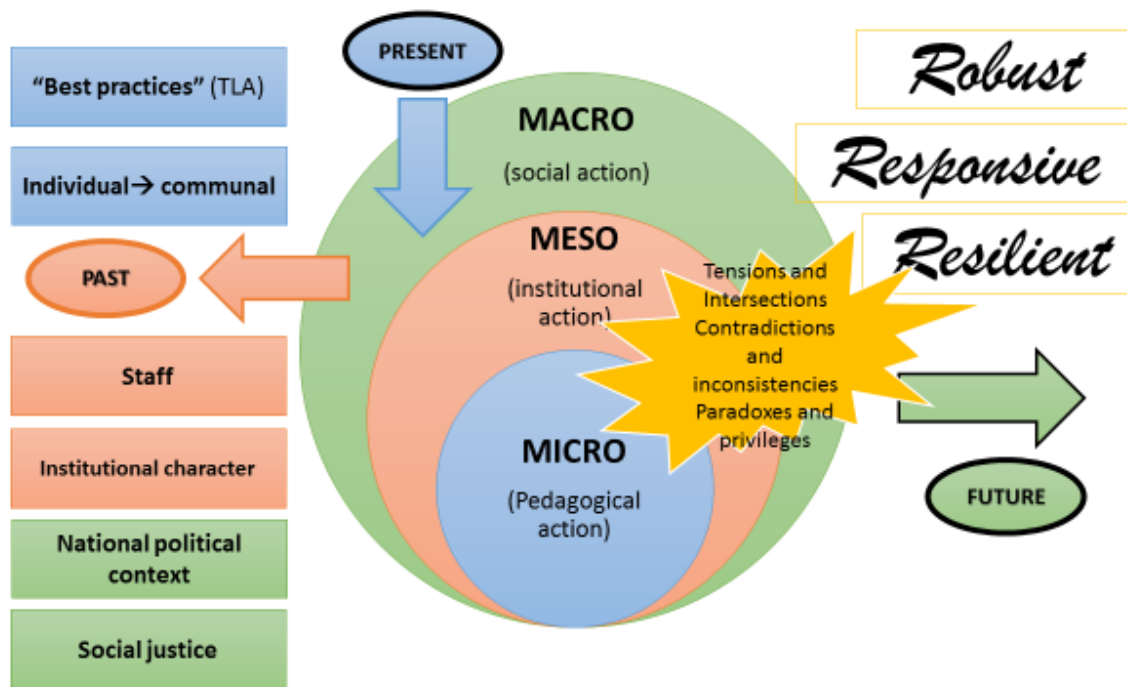 "Best practices" (TLA)
Individual→ communal
PAST
Staff
Institutional character
National political
context
Social justice
PRESENT
MACRO
(social action)
MESO
(institutional
action)
MICRO
(Pedagogical
action)
Tensions and
Intersections
Contradictions
and
inconsistencies
Paradoxes and
privileges
Robust
Responsive
Resilient
FUTURE